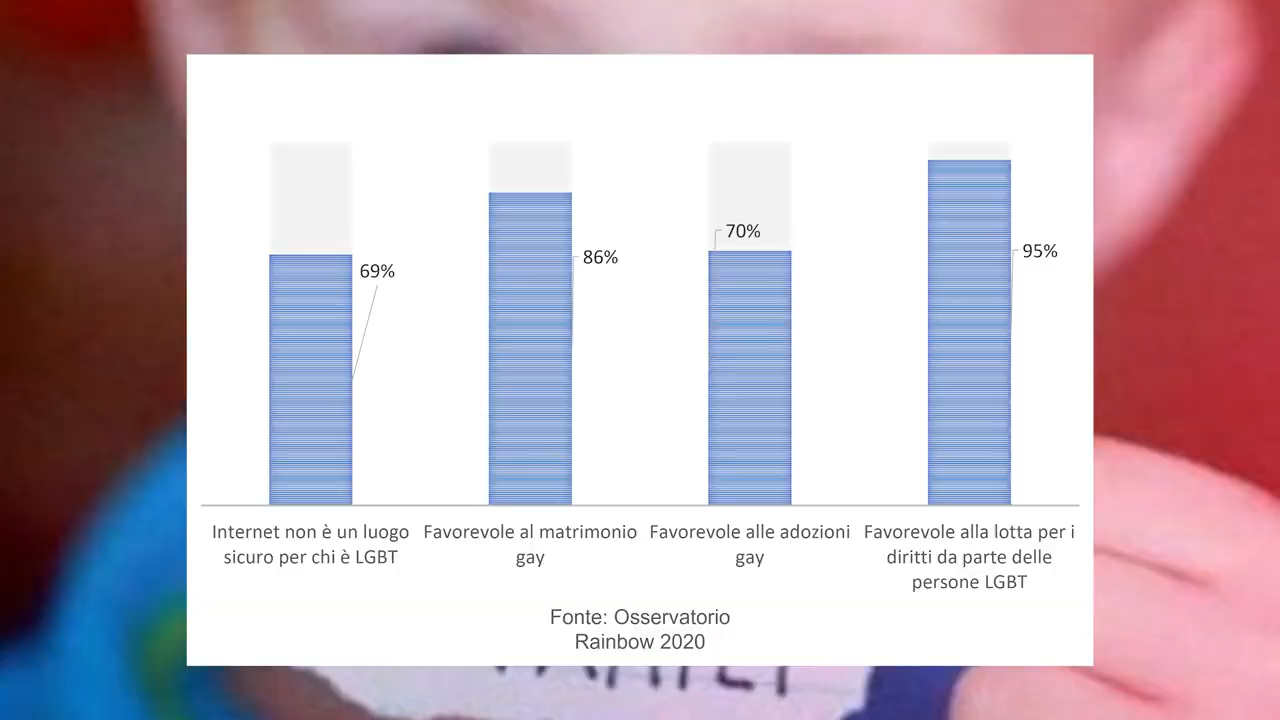 70%
69%
86%
95%
Internet non è un luogo
sicuro per chi è LGBT
Favorevole al matrimonio
gay
Favorevole alle adozioni
gay
Favorevole alla lotta per i
diritti da parte delle
persone LGBT
Fonte: Osservatorio
Rainbow 2020